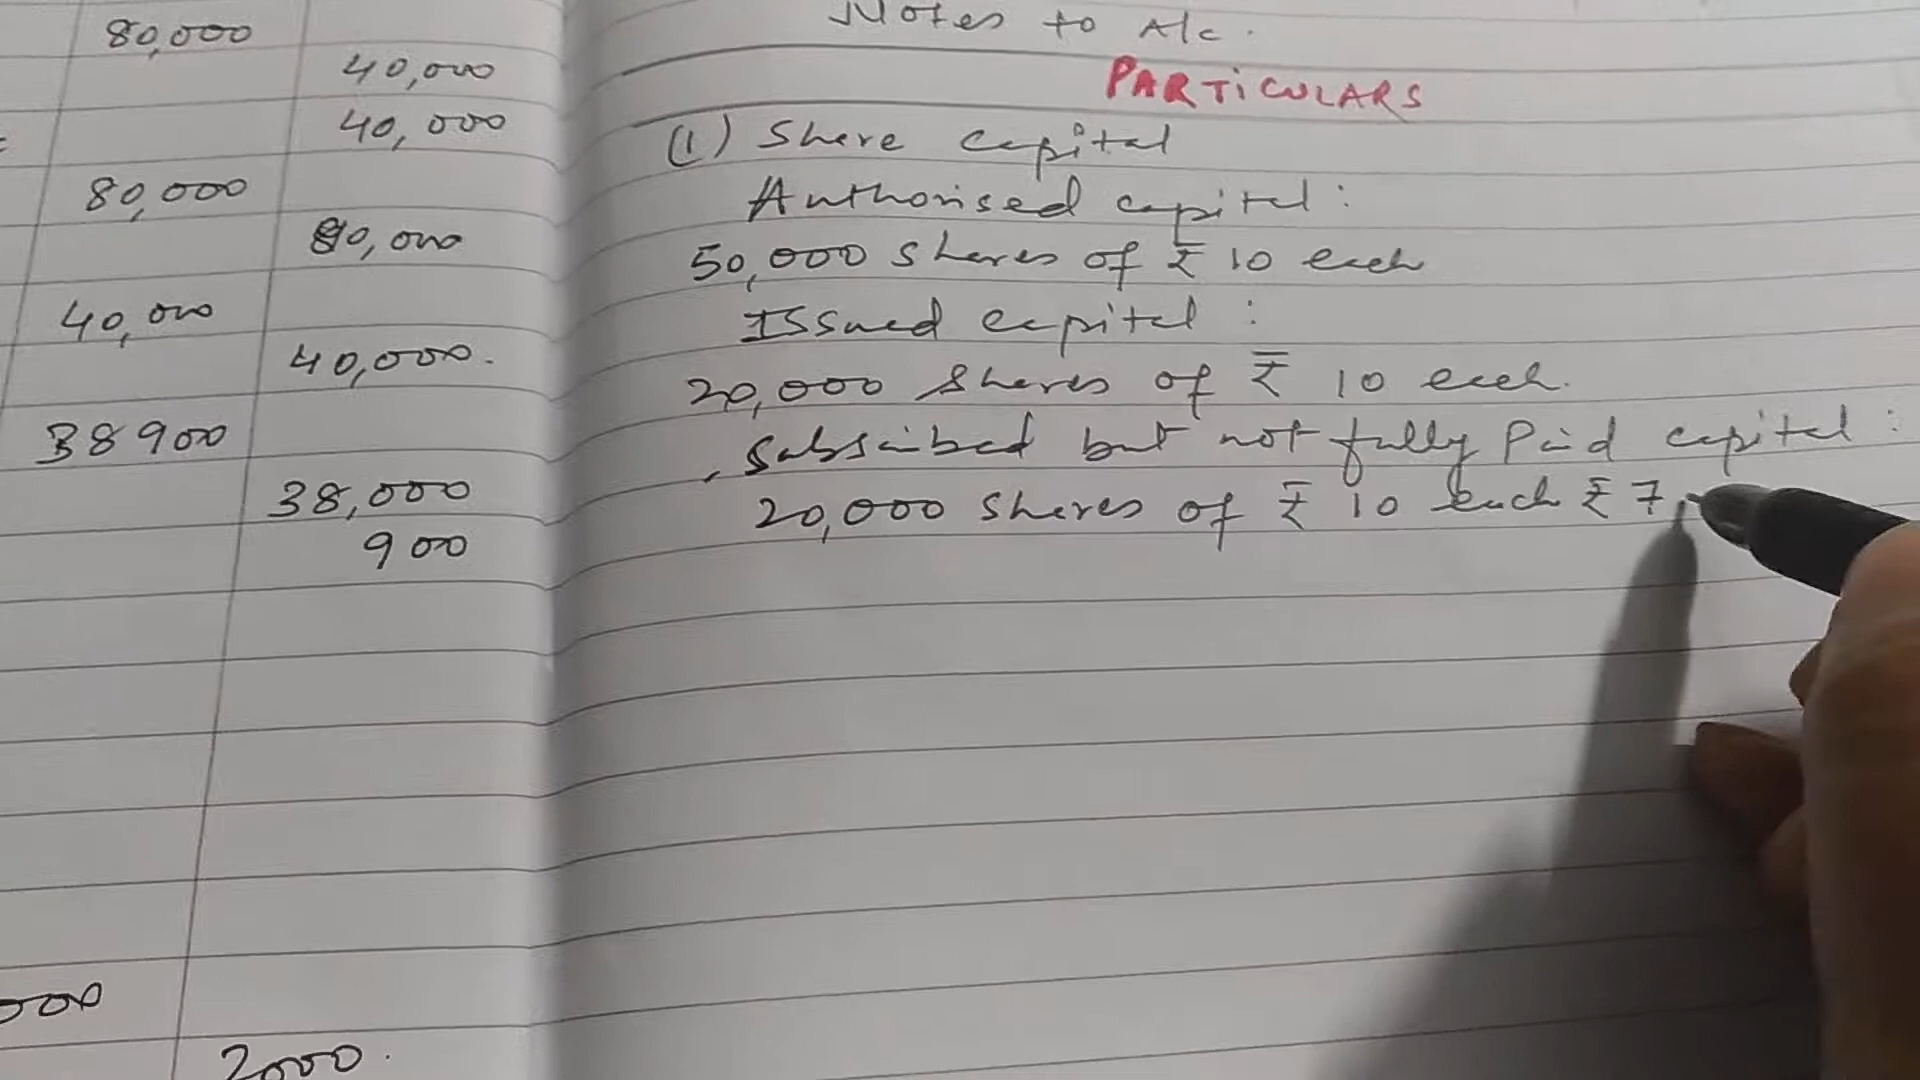 80,000
40,000
40,000
80,000
80,000
40,000
40,000.
38900
38,000
900
000
2000.
Notes to A/c.
PARTICULARS
(1) Share capital
Authorised capital:
50,000 shares of ₹ 10 each
Issued capital:
20,000 shares of ₹ 10 each.
Subscribed but not fully Paid capital:
20,000 shares of ₹ 10 each ₹ 7